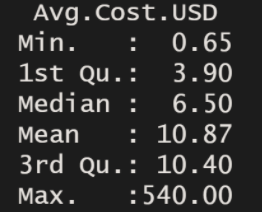 Avg.Cost.USD
Min.   :  0.65
1st Qu.:  3.90
Median :  6.50
Mean   : 10.87
3rd Qu.: 10.40
Max.   :540.00